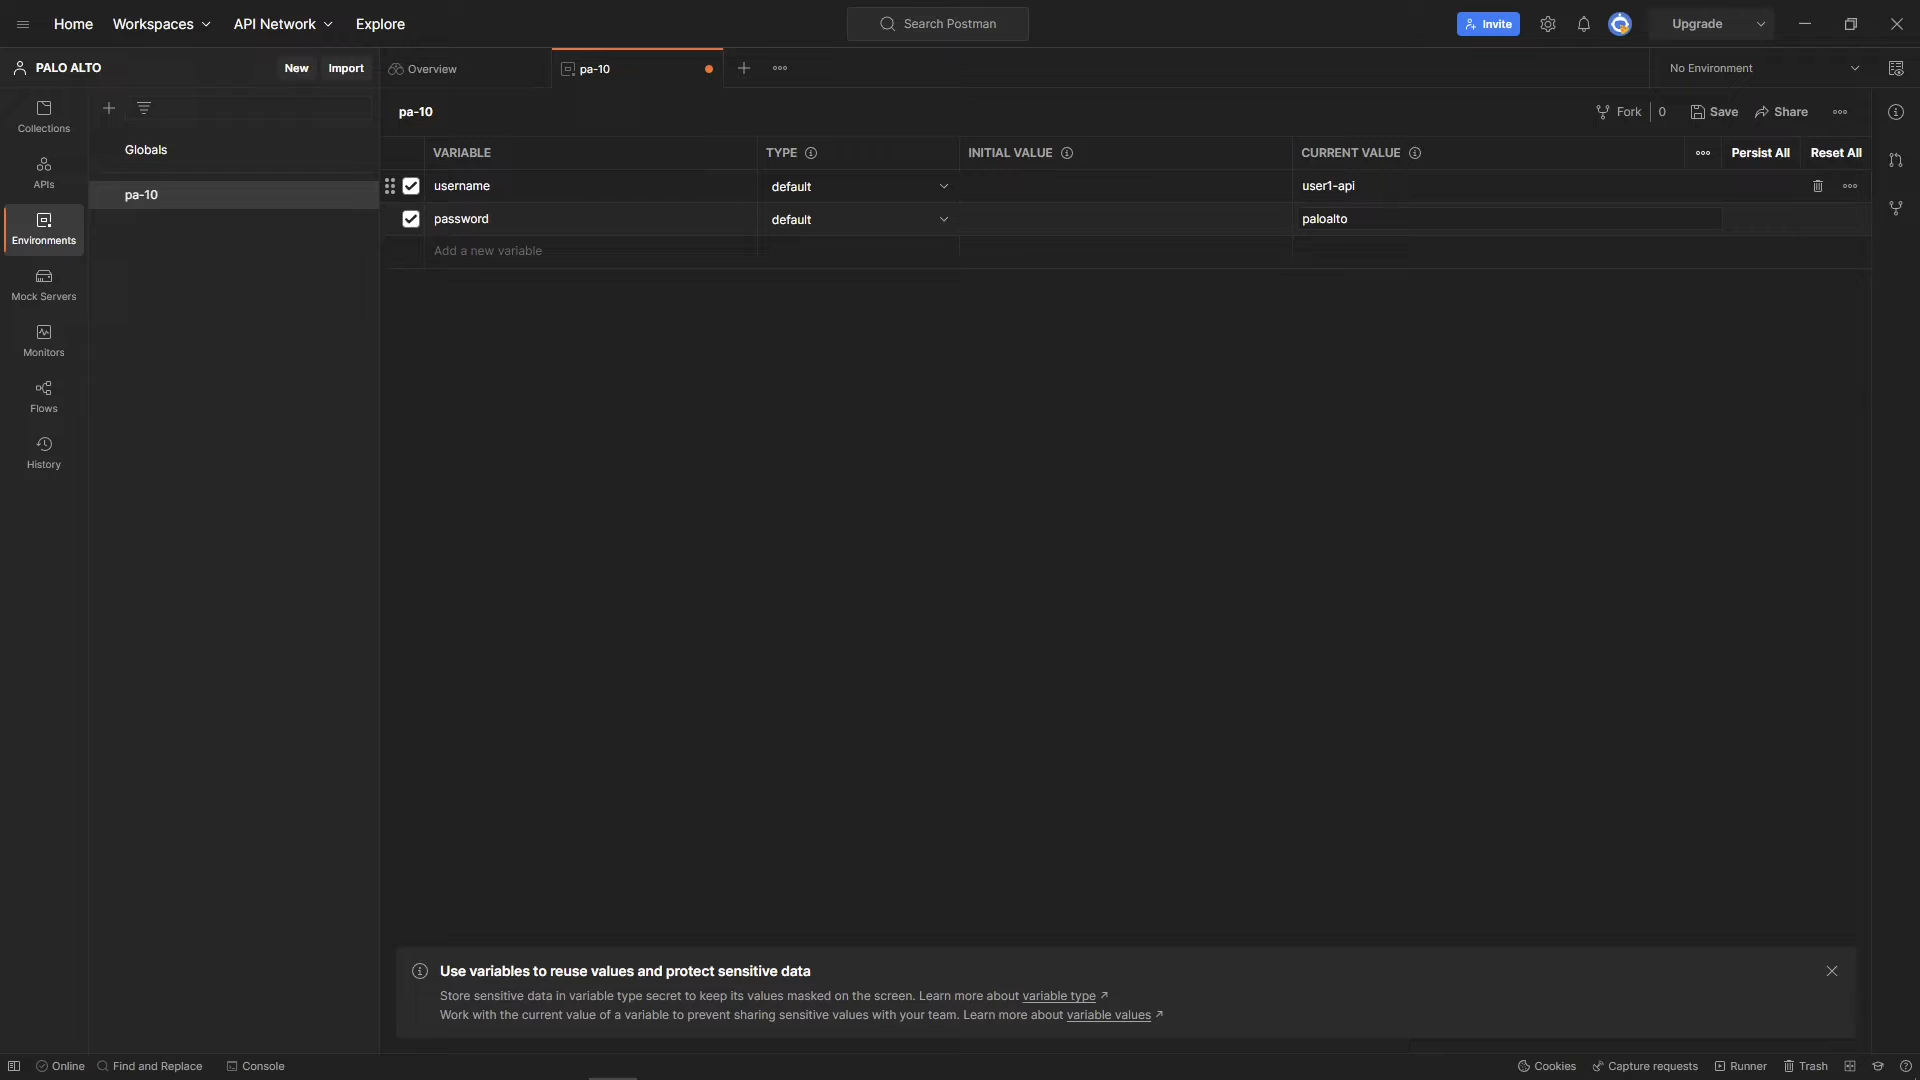 Home Workspaces API Network Explore Search Postman Invite Upgrade
PALO ALTO New Import Overview pa-10 No Environment
pa-10 Fork 0 Save Share
Collections
APIs
Environments
Mock Servers
Monitors
Flows
History
Globals
pa-10
VARIABLE TYPE INITIAL VALUE CURRENT VALUE Persist All Reset All
username default user1-api
password default paloalto
Add a new variable
Use variables to reuse values and protect sensitive data
Store sensitive data in variable type secret to keep its values masked on the screen. Learn more about variable type ↗
Work with the current value of a variable to prevent sharing sensitive values with your team. Learn more about variable values ↗
Online Find and Replace Console Cookies Capture requests Runner Trash